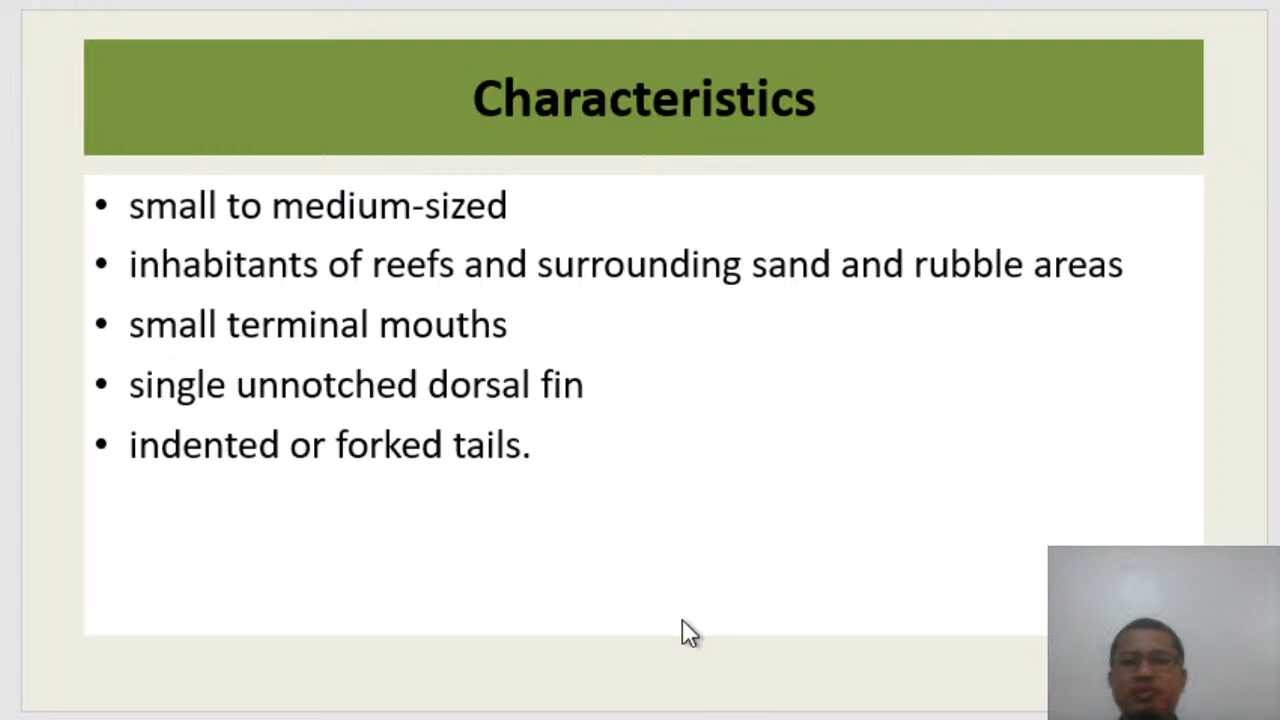 Characteristics
• small to medium-sized
• inhabitants of reefs and surrounding sand and rubble areas
• small terminal mouths
• single unnotched dorsal fin
• indented or forked tails.